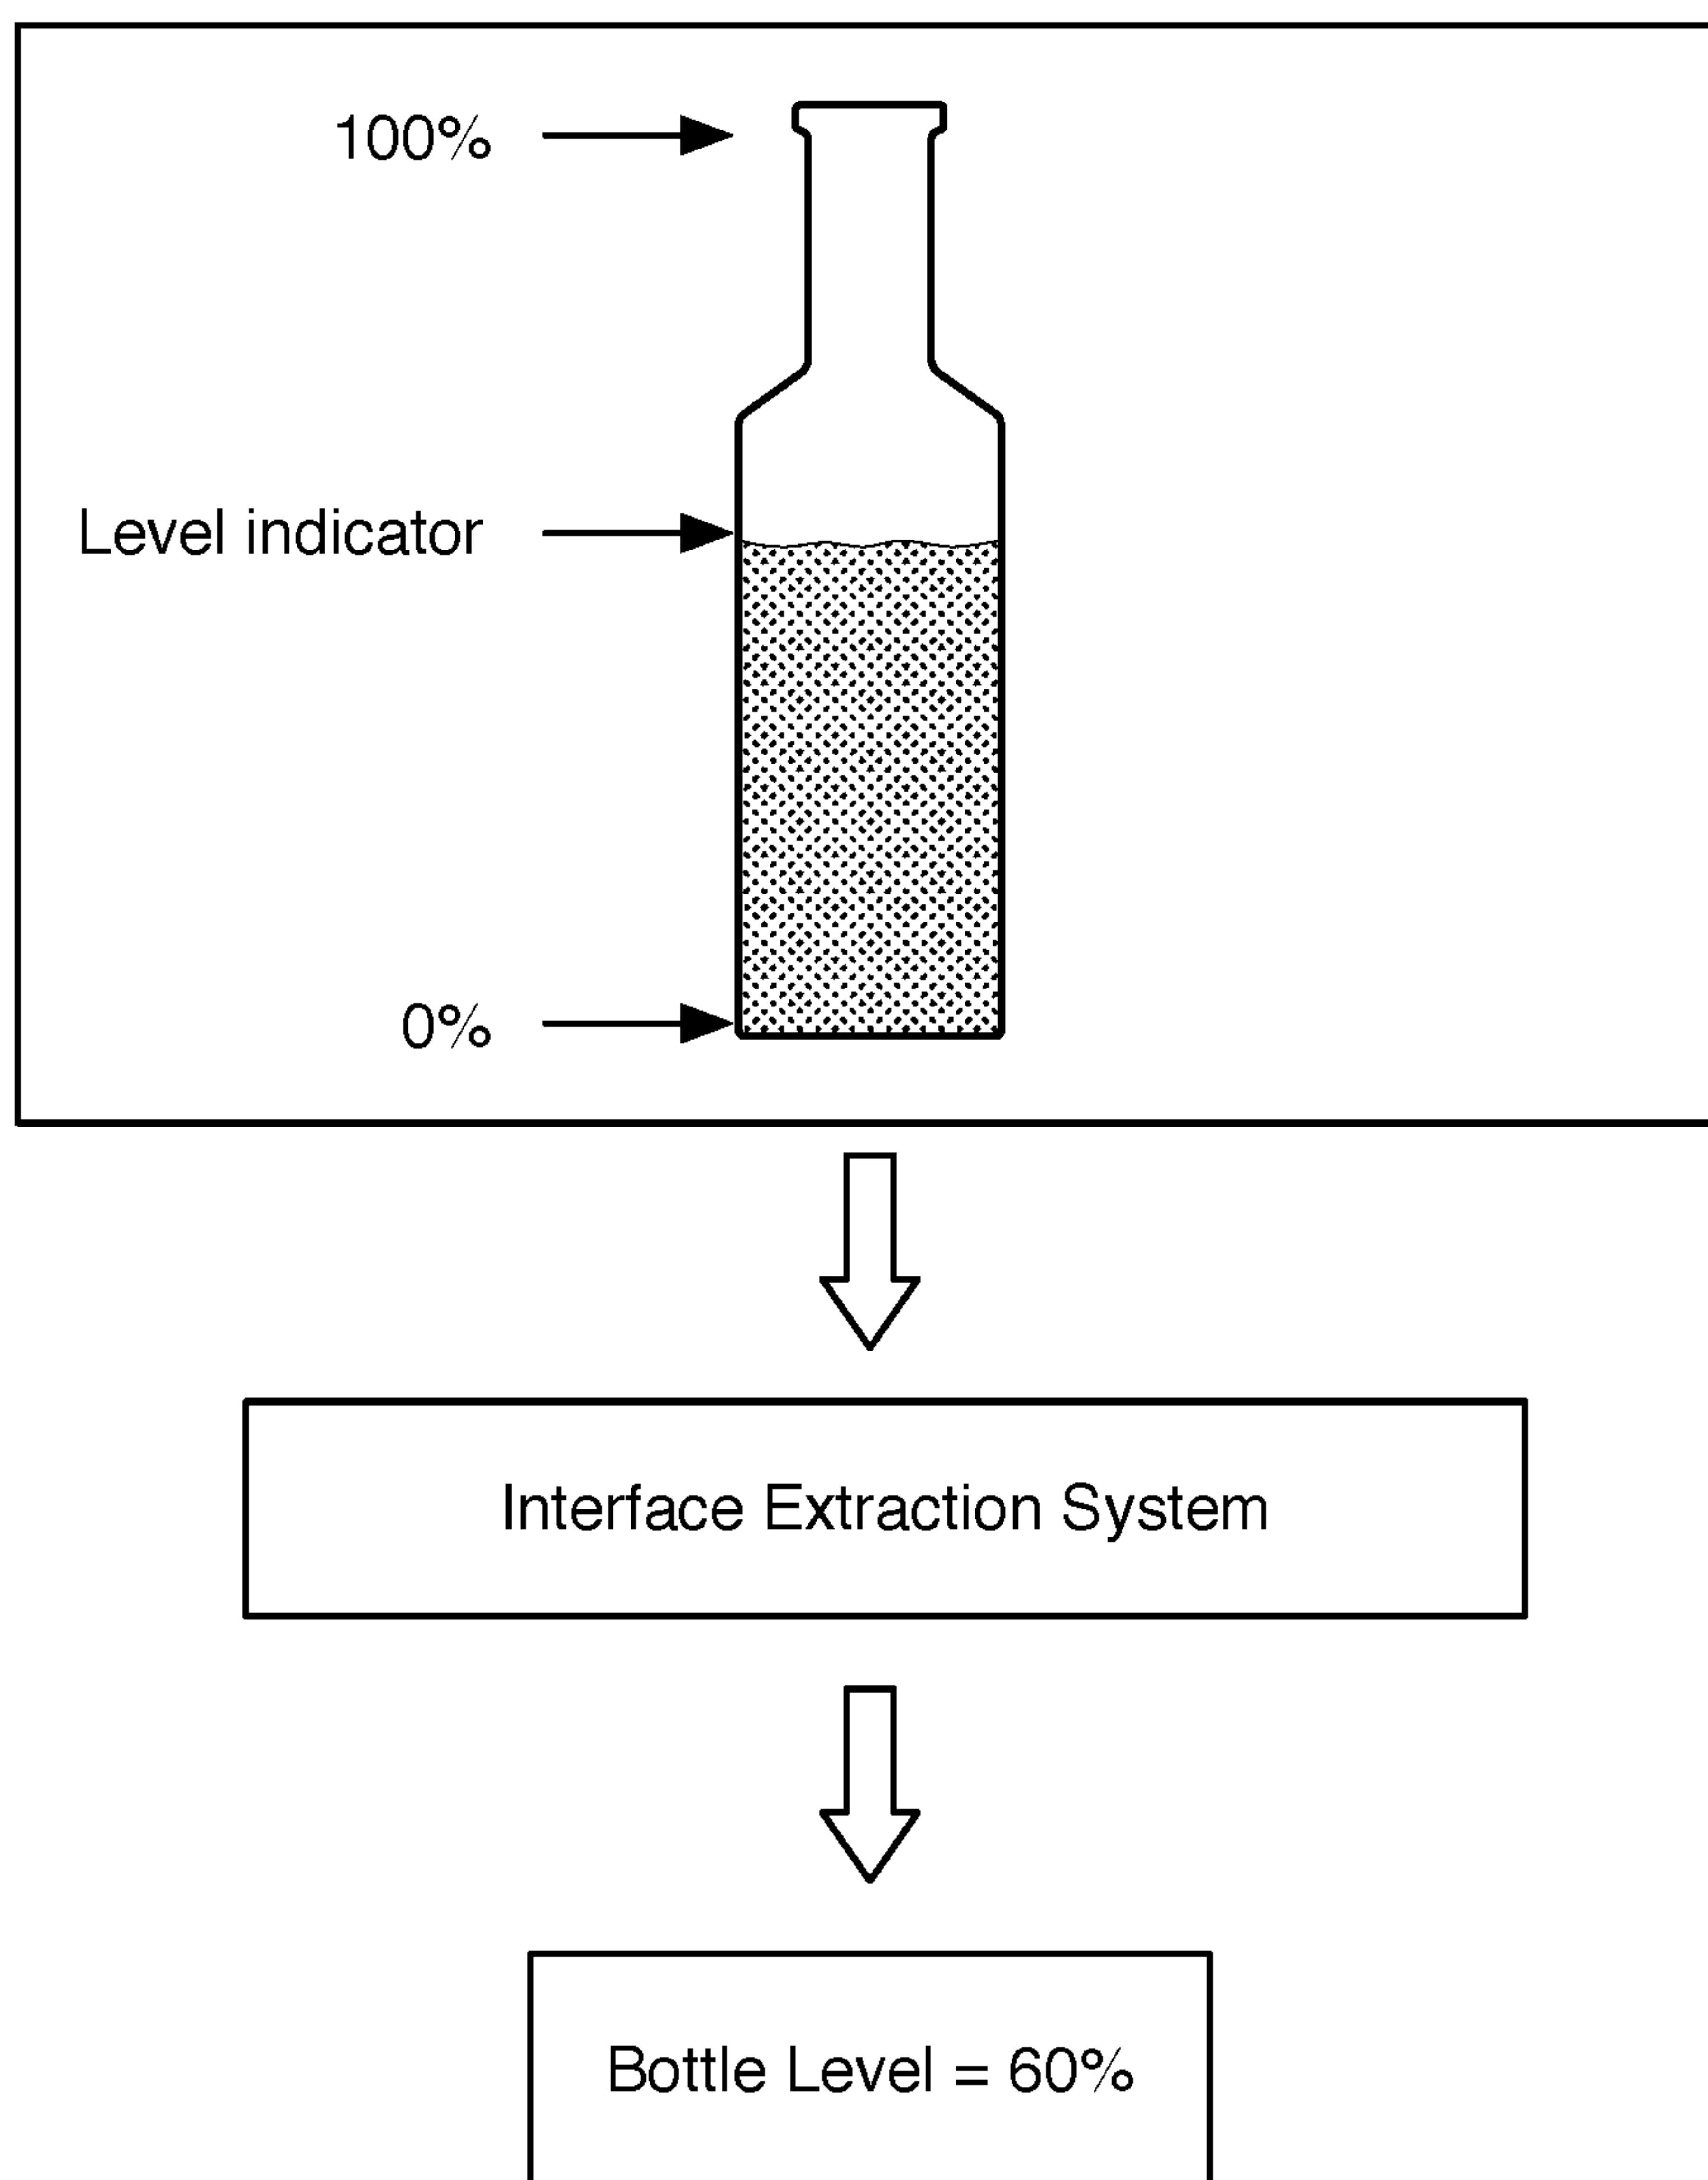 100%
Level indicator
0%
Interface Extraction System
Bottle Level = 60%